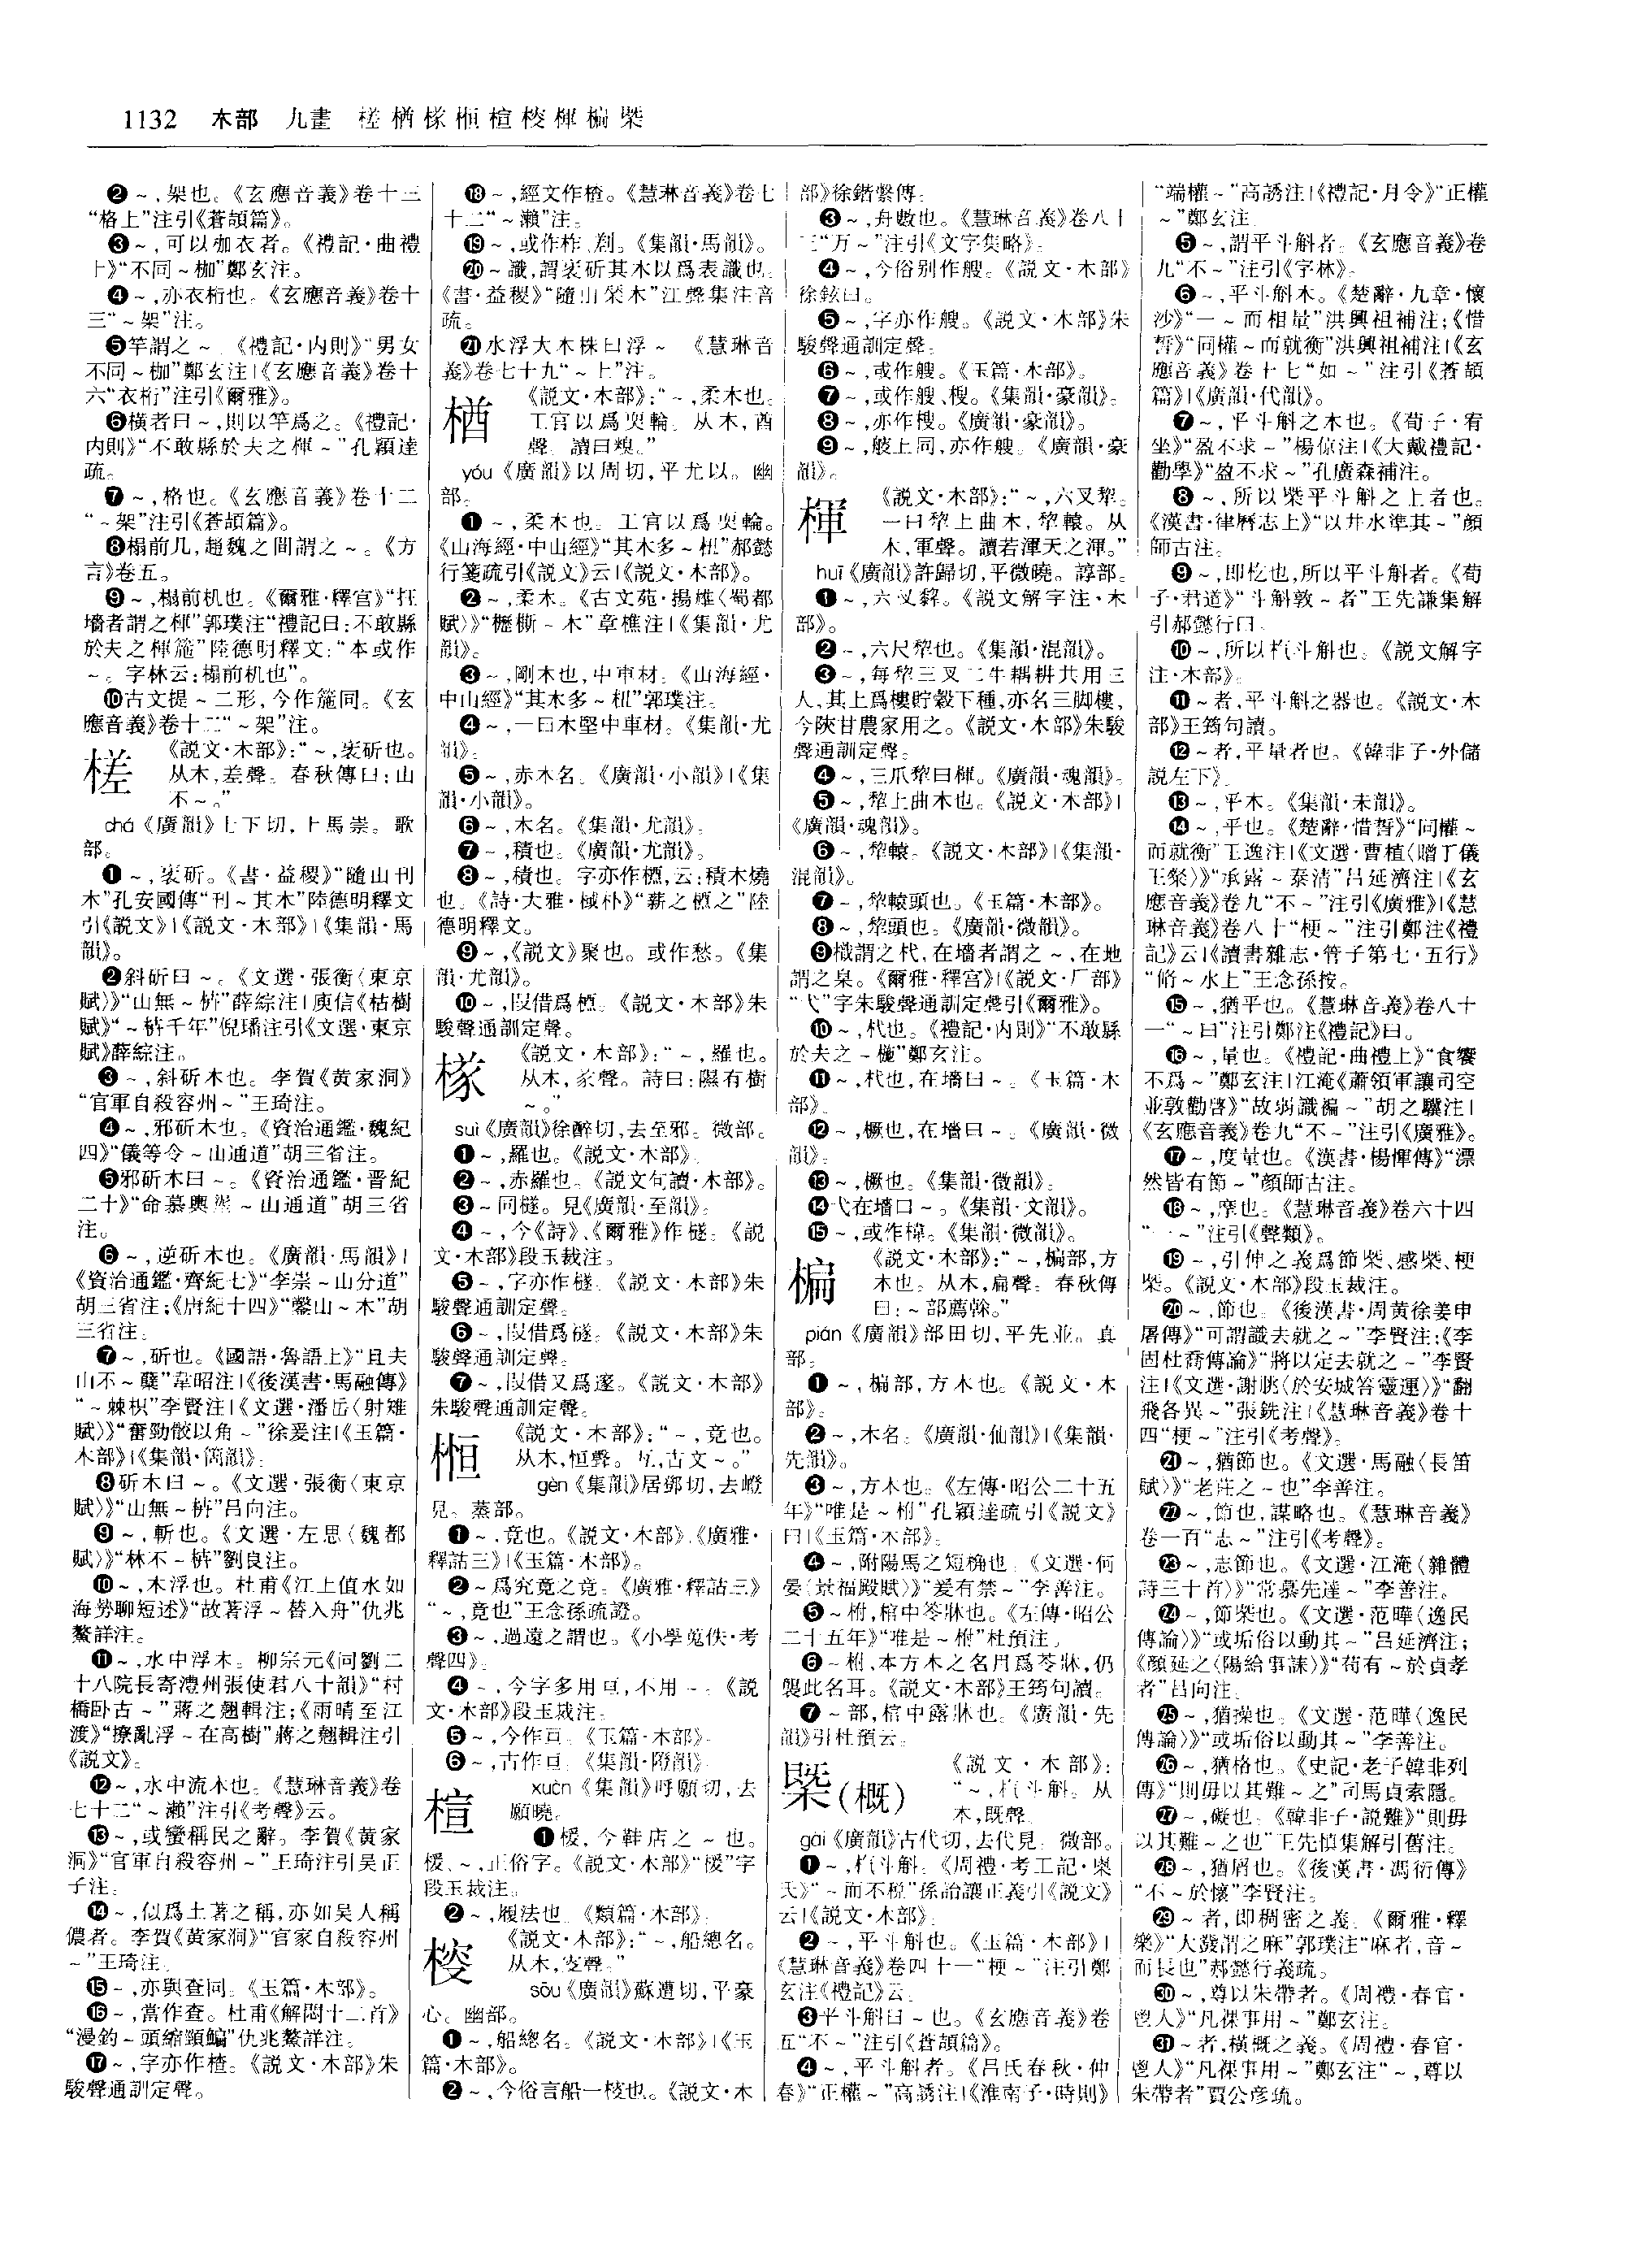 1132 木部 九畫 槎楢檖㮓楦梭楎楄槩
❷～,架也。《玄應音義》卷十三
“格上”注引《蒼頡篇》。
❸～,可以枷衣者。《禮記·曲禮
上》“不同～枷”鄭玄注。
❹～,亦衣桁也。《玄應音義》卷十
三“～架”注。
❺竿謂之～。《禮記·内則》“男女
不同～枷”鄭玄注|《玄應音義》卷十
六“衣桁”注引《爾雅》。
❻横者曰～,則以竿爲之。《禮記·
内則》“不敢縣於夫之楎～”孔穎達
疏。
❼～,格也。《玄應音義》卷十二
“～架”注引《蒼頡篇》。
❽榻前几,趙魏之間謂之～。《方
言》卷五。
❾～,榻前机也。《爾雅·釋宫》“在
墻者謂之楎”郭璞注“禮記曰:不敢縣
於夫之楎箷”陸德明釋文:“本或作
～。字林云:榻前机也”。
❿古文提～二形,今作箷同。《玄
應音義》卷十二“～架”注。
槎 《説文·木部》:“～,衺斫也。
从木,差聲。春秋傳曰:山
不～。”
chá《廣韻》士下切,上馬崇。歌
部。
❶～,衺斫。《書·益稷》“隨山刊
木”孔安國傳“刊～其木”陸德明釋文
引《説文》|《説文·木部》|《集韻·馬
韻》。
❷斜斫曰～。《文選·張衡〈東京
賦〉》“山無～枿”薛綜注|庾信《枯樹
賦》“～枿千年”倪璠注引《文選·東京
賦》薛綜注。
❸～,斜斫木也。李賀《黄家洞》
“官軍自殺容州～”王琦注。
❹～,邪斫木也。《資治通鑑·魏紀
四》“儀等令～山通道”胡三省注。
❺邪斫木曰～。《資治通鑑·晋紀
二十》“命慕輿～山通道”胡三省
注。
❻～,逆斫木也。《廣韻·馬韻》|
《資治通鑑·齊紀七》“李崇～山分道”
胡三省注;《唐紀十四》“鑿山～木”胡
三省注。
❼～,斫也。《國語·魯語上》“且夫
山不～蘖”韋昭注|《後漢書·馬融傳》
“～棘枳”李賢注|《文選·潘岳〈射雉
賦〉》“奮勁骹以角～”徐爰注|《玉篇·
木部》|《集韻·筒韻》。
❽斫木曰～。《文選·張衡〈東京
賦〉》“山無～枿”吕向注。
❾～,斬也。《文選·左思〈魏都
賦〉》“林不～枿”劉良注。
❿～,木浮也。杜甫《江上值水如
海勢聊短述》“故著浮～替入舟”仇兆
鰲詳注。
⓫～,水中浮木。柳宗元《同劉二
十八院長寄澧州張使君八十韻》“村
橋卧古～”蔣之翹輯注;《雨晴至江
渡》“撩亂浮～在高樹”蔣之翹輯注引
《説文》。
⓬～,水中流木也。《慧琳音義》卷
七十二“～瀨”注引《考聲》云。
⓭～,或蠻稱民之辭。李賀《黄家
洞》“官軍自殺容州～”王琦注引吴正
子注。
⓮～,似爲土著之稱,亦如吴人稱
儂者。李賀《黄家洞》“官家自殺容州
～”王琦注。
⓯～,亦與查同。《玉篇·木部》。
⓰～,當作查。杜甫《解悶十二首》
“漫釣～頭縮頸鯿”仇兆鰲詳注。
⓱～,字亦作楂。《説文·木部》朱
駿聲通訓定聲。
⓲～,經文作楂。《慧琳音義》卷七
十二“～瀨”注。
⓳～,或作柞、剒。《集韻·馬韻》。
⓴～識,謂衺斫其木以爲表識也。
《書·益稷》“隨山栞木”江聲集注音
疏。
㉑水浮大木株曰浮～。《慧琳音
義》卷七十九“～上”注。
楢 《説文·木部》:“～,柔木也。
工官以爲耎輪。从木,酋
聲。讀曰糗。”
yóu《廣韻》以周切,平尤以。幽
部。
❶～,柔木也。工官以爲耎輪。
《山海經·中山經》“其木多～杻”郝懿
行箋疏引《説文》云|《説文·木部》。
❷～,柔木。《古文苑·揚雄〈蜀都
賦〉》“櫪㯕～木”章樵注|《集韻·尤
韻》。
❸～,剛木也,中車材。《山海經·
中山經》“其木多～杻”郭璞注。
❹～,一曰木堅中車材。《集韻·尤
韻》。
❺～,赤木名。《廣韻·小韻》|《集
韻·小韻》。
❻～,木名。《集韻·尤韻》。
❼～,積也。《廣韻·尤韻》。
❽～,積也。字亦作槱,云:積木燒
也。《詩·大雅·棫朴》“薪之槱之”陸
德明釋文。
❾～,《説文》聚也。或作愁。《集
韻·尤韻》。
❿～,叚借爲槱。《説文·木部》朱
駿聲通訓定聲。
㮃 《説文·木部》:“～,羅也。
从木,㒸聲。詩曰:隰有樹
～。”
suì《廣韻》徐醉切,去至邪。微部。
❶～,羅也。《説文·木部》。
❷～,赤羅也。《説文句讀·木部》。
❸～同檖。見《廣韻·至韻》。
❹～,今《詩》、《爾雅》作檖。《説
文·木部》段玉裁注。
❺～,字亦作檖。《説文·木部》朱
駿聲通訓定聲。
❻～,叚借爲䆳。《説文·木部》朱
駿聲通訓定聲。
❼～,叚借又爲邃。《説文·木部》
朱駿聲通訓定聲。
㮓 《説文·木部》:“～,竟也。
从木,恒聲。亙,古文～。”
gèn《集韻》居鄧切,去嶝
見。蒸部。
❶～,竟也。《説文·木部》《廣雅·
釋詁三》|《玉篇·木部》。
❷～爲究竟之竟。《廣雅·釋詁三》
“～,竟也”王念孫疏證。
❸～,過遠之謂也。《小學蒐佚·考
聲四》。
❹～,今字多用亘,不用～。《説
文·木部》段玉裁注。
❺～,今作亘。《玉篇·木部》。
❻～,古作亘。《集韻·隥韻》。
楦 xuàn《集韻》呼願切,去
願曉。
❶楥,今鞋店之～也。
楥、～,正俗字。《説文·木部》“楥”字
段玉裁注。
❷～,履法也。《類篇·木部》。
㮴 《説文·木部》:“～,船總名。
从木,叜聲。”
sōu《廣韻》蘇遭切,平豪
心。幽部。
❶～,船總名。《説文·木部》|《玉
篇·木部》。
❷～,今俗言船一㮴也。《説文·木
部》徐鍇繫傳。
❸～,舟數也。《慧琳音義》卷八十
三“万～”注引《文字集略》。
❹～,今俗别作艘。《説文·木部》
徐鉉曰。
❺～,字亦作艘。《説文·木部》朱
駿聲通訓定聲。
❻～,或作艘。《玉篇·木部》。
❼～,或作艘、𦪇。《集韻·豪韻》。
❽～,亦作樓。《廣韻·豪韻》。
❾～,䑹上同,亦作艘。《廣韻·豪
韻》。
楎 《説文·木部》:“～,六叉犂。
一曰犂上曲木,犂轅。从
木,軍聲。讀若渾天之渾。”
huī《廣韻》許歸切,平微曉。諄部。
❶～,六叉犂。《説文解字注·木
部》。
❷～,六尺犂也。《集韻·混韻》。
❸～,每犂三叉二牛耦耕共用三
人,其上爲樓貯穀下種,亦名三脚樓,
今陝甘農家用之。《説文·木部》朱駿
聲通訓定聲。
❹～,三爪犂曰楎。《廣韻·魂韻》。
❺～,犂上曲木也。《説文·木部》|
《廣韻·魂韻》。
❻～,犂轅。《説文·木部》|《集韻·
混韻》。
❼～,犂轅頭也。《玉篇·木部》。
❽～,犂頭也。《廣韻·微韻》。
❾樴謂之杙,在墻者謂之～,在地
謂之臬。《爾雅·釋宫》|《説文·厂部》
“弋”字朱駿聲通訓定聲引《爾雅》。
❿～,杙也。《禮記·内則》“不敢縣
於夫之～椸”鄭玄注。
⓫～,杙也,在墻曰～。《玉篇·木
部》。
⓬～,橛也,在墻曰～。《廣韻·微
韻》。
⓭～,橛也。《集韻·微韻》。
⓮弋在墻曰～。《集韻·文韻》。
⓯～,或作楇。《集韻·微韻》。
楄 《説文·木部》:“～,楄部,方
木也。从木,扁聲。春秋傳
曰:～部薦榦。”
pián《廣韻》部田切,平先並。真
部。
❶～,楄部,方木也。《説文·木
部》。
❷～,木名。《廣韻·仙韻》|《集韻·
先韻》。
❸～,方木也。《左傳·昭公二十五
年》“唯是～柎”孔穎達疏引《説文》
曰|《玉篇·木部》。
❹～,附陽馬之短桷也。《文選·何
晏〈景福殿賦〉》“爰有禁～”李善注。
❺～柎,棺中笭牀也。《左傳·昭公
二十五年》“唯是～柎”杜預注。
❻～柎,本方木之名用爲苓牀,仍
襲此名耳。《説文·木部》王筠句讀。
❼～部,棺中露牀也。《廣韻·先
韻》引杜預云。
槩(概) 《説文·木部》:
“～,杚斗斛。从
木,既聲。
gài《廣韻》古代切,去代見。微部。
❶～,杚斗斛。《周禮·考工記·㮚
氏》“～而不税”孫詒讓正義引《説文》
云|《説文·木部》。
❷～,平斗斛也。《玉篇·木部》|
《慧琳音義》卷四十一“梗～”注引鄭
玄注《禮記》云。
❸平斗斛曰～也。《玄應音義》卷
五“不～”注引《蒼頡篇》。
❹～,平斗斛者。《吕氏春秋·仲
春》“正權～”高誘注|《淮南子·時則》
“端權～”高誘注|《禮記·月令》“正權
～”鄭玄注。
❺～,謂平斗斛者。《玄應音義》卷
九“不～”注引《字林》。
❻～,平斗斛木。《楚辭·九章·懷
沙》“一～而相量”洪興祖補注;《惜
誓》“同權～而就衡”洪興祖補注|《玄
應音義》卷十七“如～”注引《蒼頡
篇》|《廣韻·代韻》。
❼～,平斗斛之木也。《荀子·宥
坐》“盈不求～”楊倞注|《大戴禮記·
勸學》“盈不求～”孔廣森補注。
❽～,所以槩平斗斛之上者也。
《漢書·律曆志上》“以井水準其～”顔
師古注。
❾～,即杚也,所以平斗斛者。《荀
子·君道》“斗斛敦～者”王先謙集解
引郝懿行曰。
❿～,所以杚斗斛也。《説文解字
注·木部》。
⓫～者,平斗斛之器也。《説文·木
部》王筠句讀。
⓬～者,平量者也。《韓非子·外儲
説左下》。
⓭～,平木。《集韻·未韻》。
⓮～,平也。《楚辭·惜誓》“同權～
而就衡”王逸注|《文選·曹植〈贈丁儀
王粲〉》“承露～泰清”吕延濟注|《玄
應音義》卷九“不～”注引《廣雅》|《慧
琳音義》卷八十“梗～”注引鄭注《禮
記》云|《讀書雜志·管子第七·五行》
“脩～水上”王念孫按。
⓯～,猶平也。《慧琳音義》卷八十
一“～曰”注引鄭注《禮記》曰。
⓰～,量也。《禮記·曲禮上》“食饗
不爲～”鄭玄注|江淹《蕭領軍讓司空
並敦勸啓》“故弱識褊～”胡之驥注|
《玄應音義》卷九“不～”注引《廣雅》。
⓱～,度量也。《漢書·楊惲傳》“漂
然皆有節～”顔師古注。
⓲～,摩也。《慧琳音義》卷六十四
“～”注引《聲類》。
⓳～,引伸之義爲節槩、感槩、梗
槩。《説文·木部》段玉裁注。
⓴～,節也。《後漢書·周黄徐姜申
屠傳》“可謂識去就之～”李賢注;《李
固杜喬傳論》“將以定去就之～”李賢
注|《文選·謝朓〈於安城答靈運〉》“翻
飛各異～”張銑注|《慧琳音義》卷十
四“梗～”注引《考聲》。
㉑～,猶節也。《文選·馬融〈長笛
賦〉》“老莊之～也”李善注。
㉒～,節也,謀略也。《慧琳音義》
卷一百“志～”注引《考聲》。
㉓～,志節也。《文選·江淹〈雜體
詩三十首〉》“常慕先達～”李善注。
㉔～,節槩也。《文選·范曄〈逸民
傳論〉》“或垢俗以動其～”吕延濟注;
《顔延之〈陽給事誄〉》“苟有～於貞孝
者”吕向注。
㉕～,猶操也。《文選·范曄〈逸民
傳論〉》“或垢俗以動其～”李善注。
㉖～,猶格也。《史記·老子韓非列
傳》“則毋以其難～之”司馬貞索隱。
㉗～,礙也。《韓非子·説難》“則毋
以其難～之也”王先慎集解引舊注。
㉘～,猶屑也。《後漢書·馮衍傳》
“不～於懷”李賢注。
㉙～者,即稠密之義。《爾雅·釋
樂》“大鼗謂之麻”郭璞注“麻者,音～
而長也”郝懿行義疏。
㉚～,尊以朱帶者。《周禮·春官·
鬯人》“凡祼事用～”鄭玄注。
㉛～者,横概之義。《周禮·春官·
鬯人》“凡祼事用～”鄭玄注“～,尊以
朱帶者”賈公彦疏。